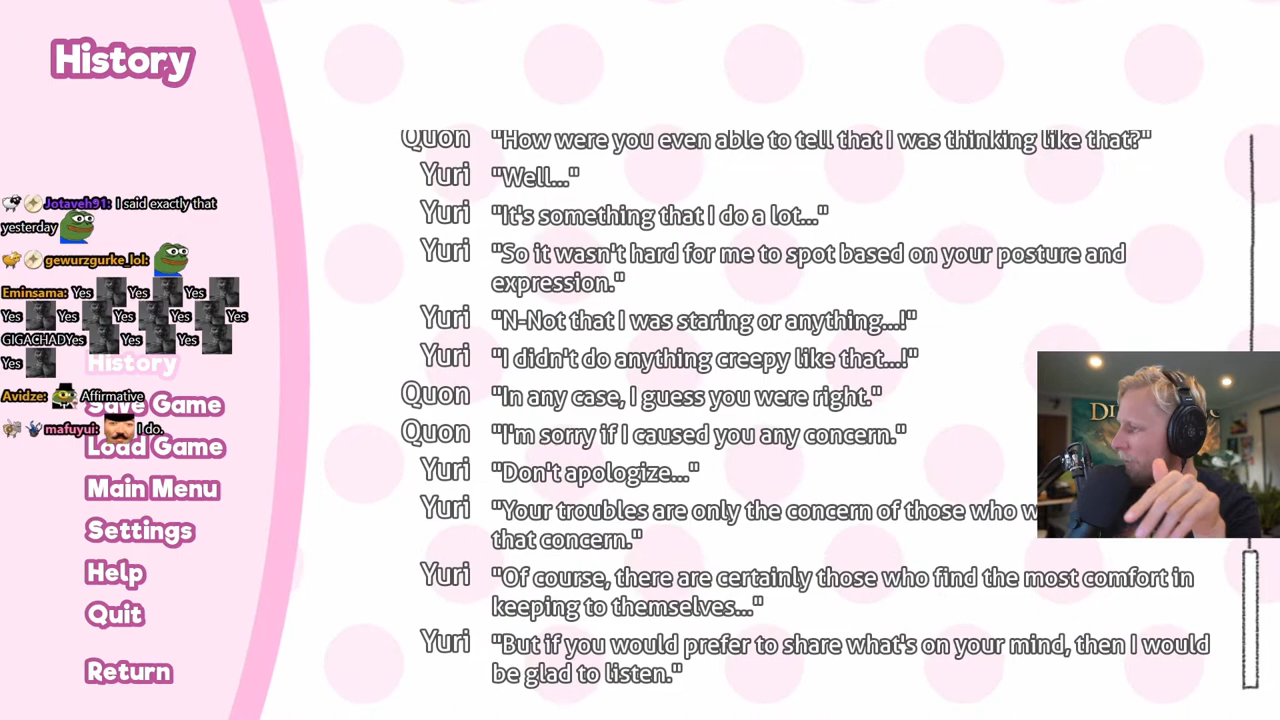 History
Quon "How were you even able to tell that I was thinking like that?"
Yuri "Well..."
Yuri "It's something that I do a lot..."
Yuri "So it wasn't hard for me to spot based on your posture and
expression."
Yuri "N-Not that I was staring or anything...!"
Yuri "I didn't do anything creepy like that...!"
Quon "In any case, I guess you were right."
Quon "I'm sorry if I caused you any concern."
Yuri "Don't apologize..."
Yuri "Your troubles are only the concern of those who
that concern."
Yuri "Of course, there are certainly those who find the most comfort in
keeping to themselves..."
Yuri "But if you would prefer to share what's on your mind, then I would
be glad to listen."
Jotaveh91: I said exactly that
yesterday
gewurzgurke_lol:
Eminsama: Yes Yes Yes
Yes Yes Yes Yes Yes
GIGACHADYes Yes Yes
Yes
Avidze: Affirmative
mafuyui: I do.
History
Save Game
Load Game
Main Menu
Settings
Help
Quit
Return